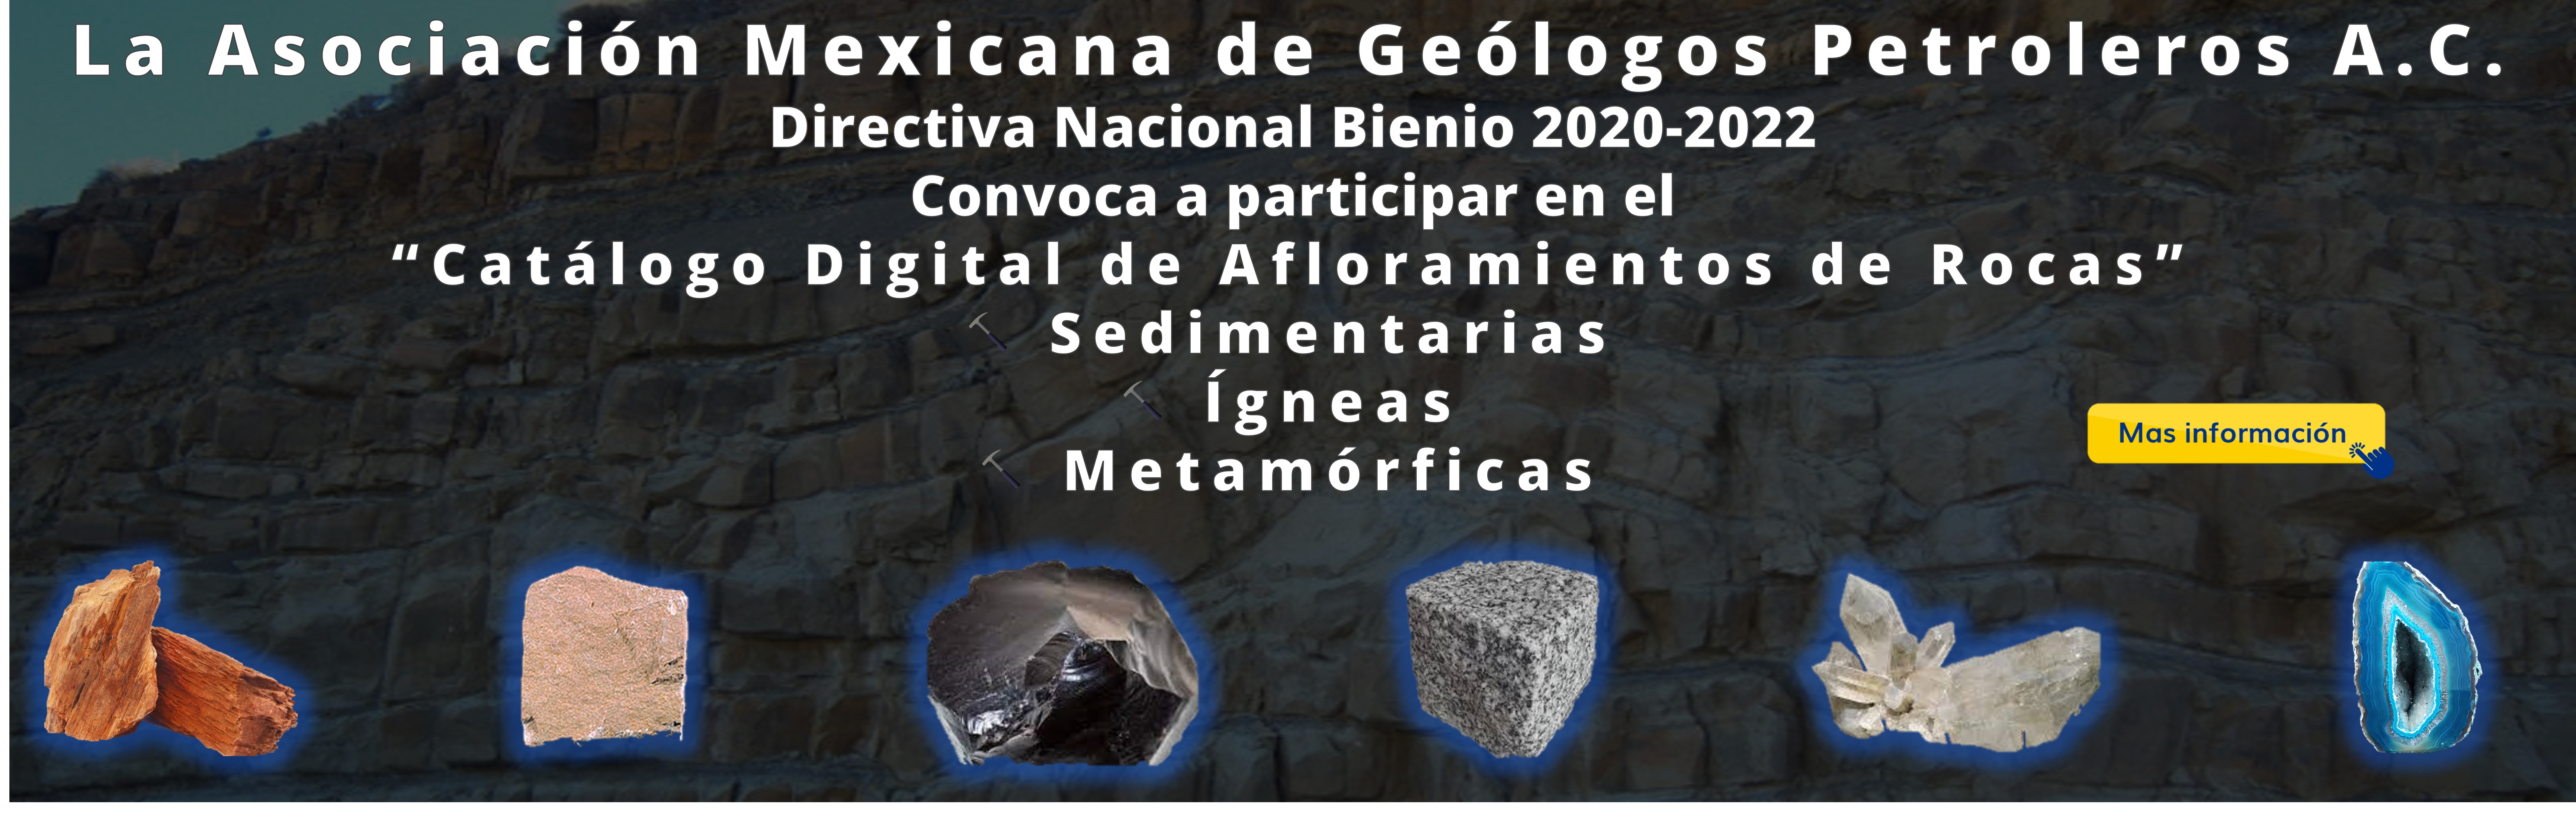 La Asociación Mexicana de Geólogos Petroleros A.C.
Directiva Nacional Bienio 2020-2022
Convoca a participar en el
“Catálogo Digital de Afloramientos de Rocas”
Sedimentarias
Ígneas
Metamórficas
Mas información